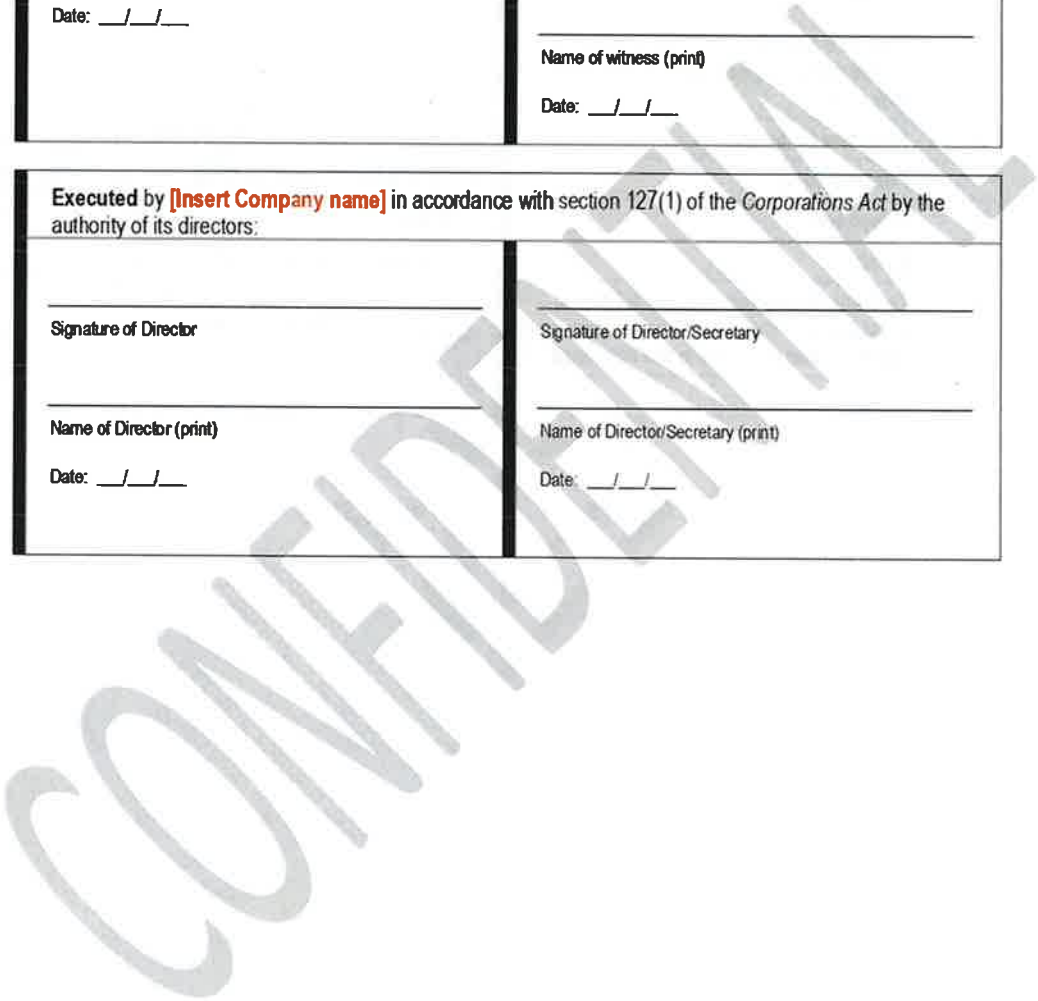 Date: __/__/__
Name of witness (print)
Date: __/__/__
Executed by [Insert Company name] in accordance with section 127(1) of the Corporations Act by the
authority of its directors:
Signature of Director
Signature of Director/Secretary
Name of Director (print)
Name of Director/Secretary (print)
Date: __/__/__
Date: __/__/__
CONFIDENTIAL